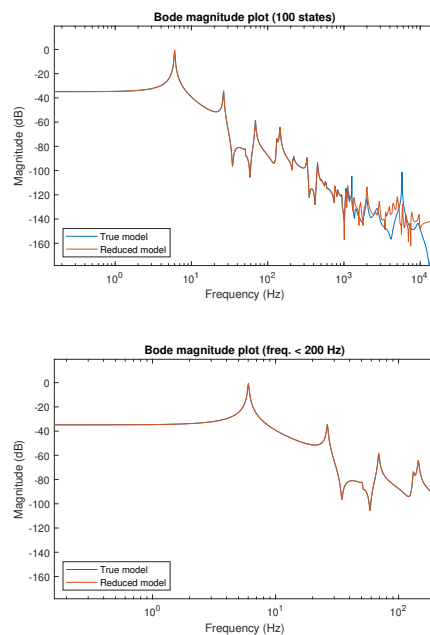 Bode magnitude plot (100 states)
0
-20
-40
-60
-80
-100
-120
-140
-160
Magnitude (dB)
True model
Reduced model
10^0
10^1
10^2
10^3
10^4
Frequency (Hz)
Bode magnitude plot (freq. < 200 Hz)
0
-20
-40
-60
-80
-100
-120
-140
-160
Magnitude (dB)
True model
Reduced model
10^0
10^1
10^2
Frequency (Hz)